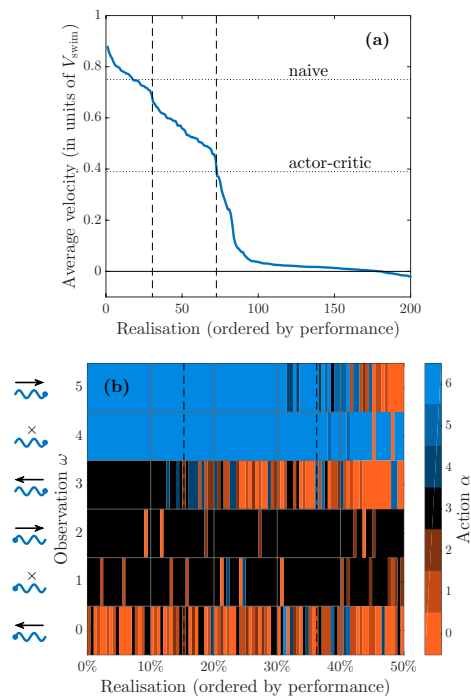 (a)
1
0.8
0.6
0.4
0.2
0
Average velocity (in units of Vswim)
naive
actor-critic
0 50 100 150 200
Realisation (ordered by performance)
(b)
5
4
3
2
1
0
Observation ω
×
×
6
5
4
3
2
1
0
Action α
0% 10% 20% 30% 40% 50%
Realisation (ordered by performance)